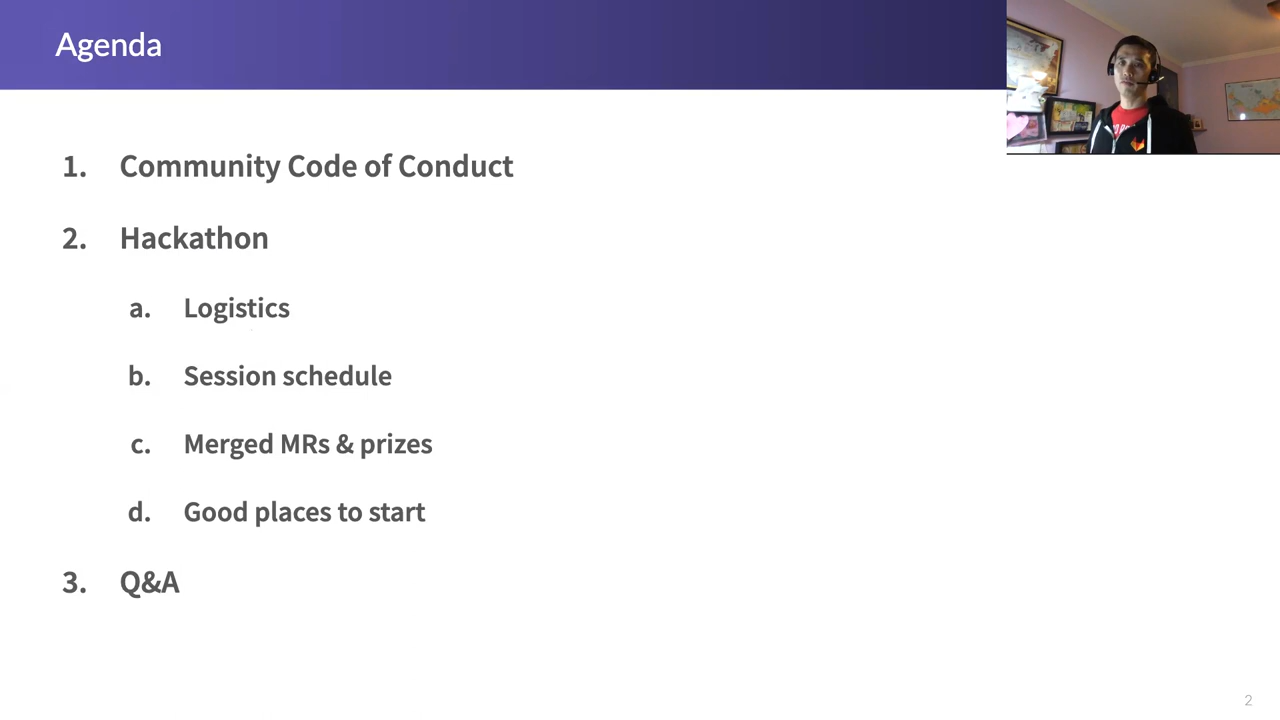 Agenda
1. Community Code of Conduct
2. Hackathon
a. Logistics
b. Session schedule
c. Merged MRs & prizes
d. Good places to start
3. Q&A
2